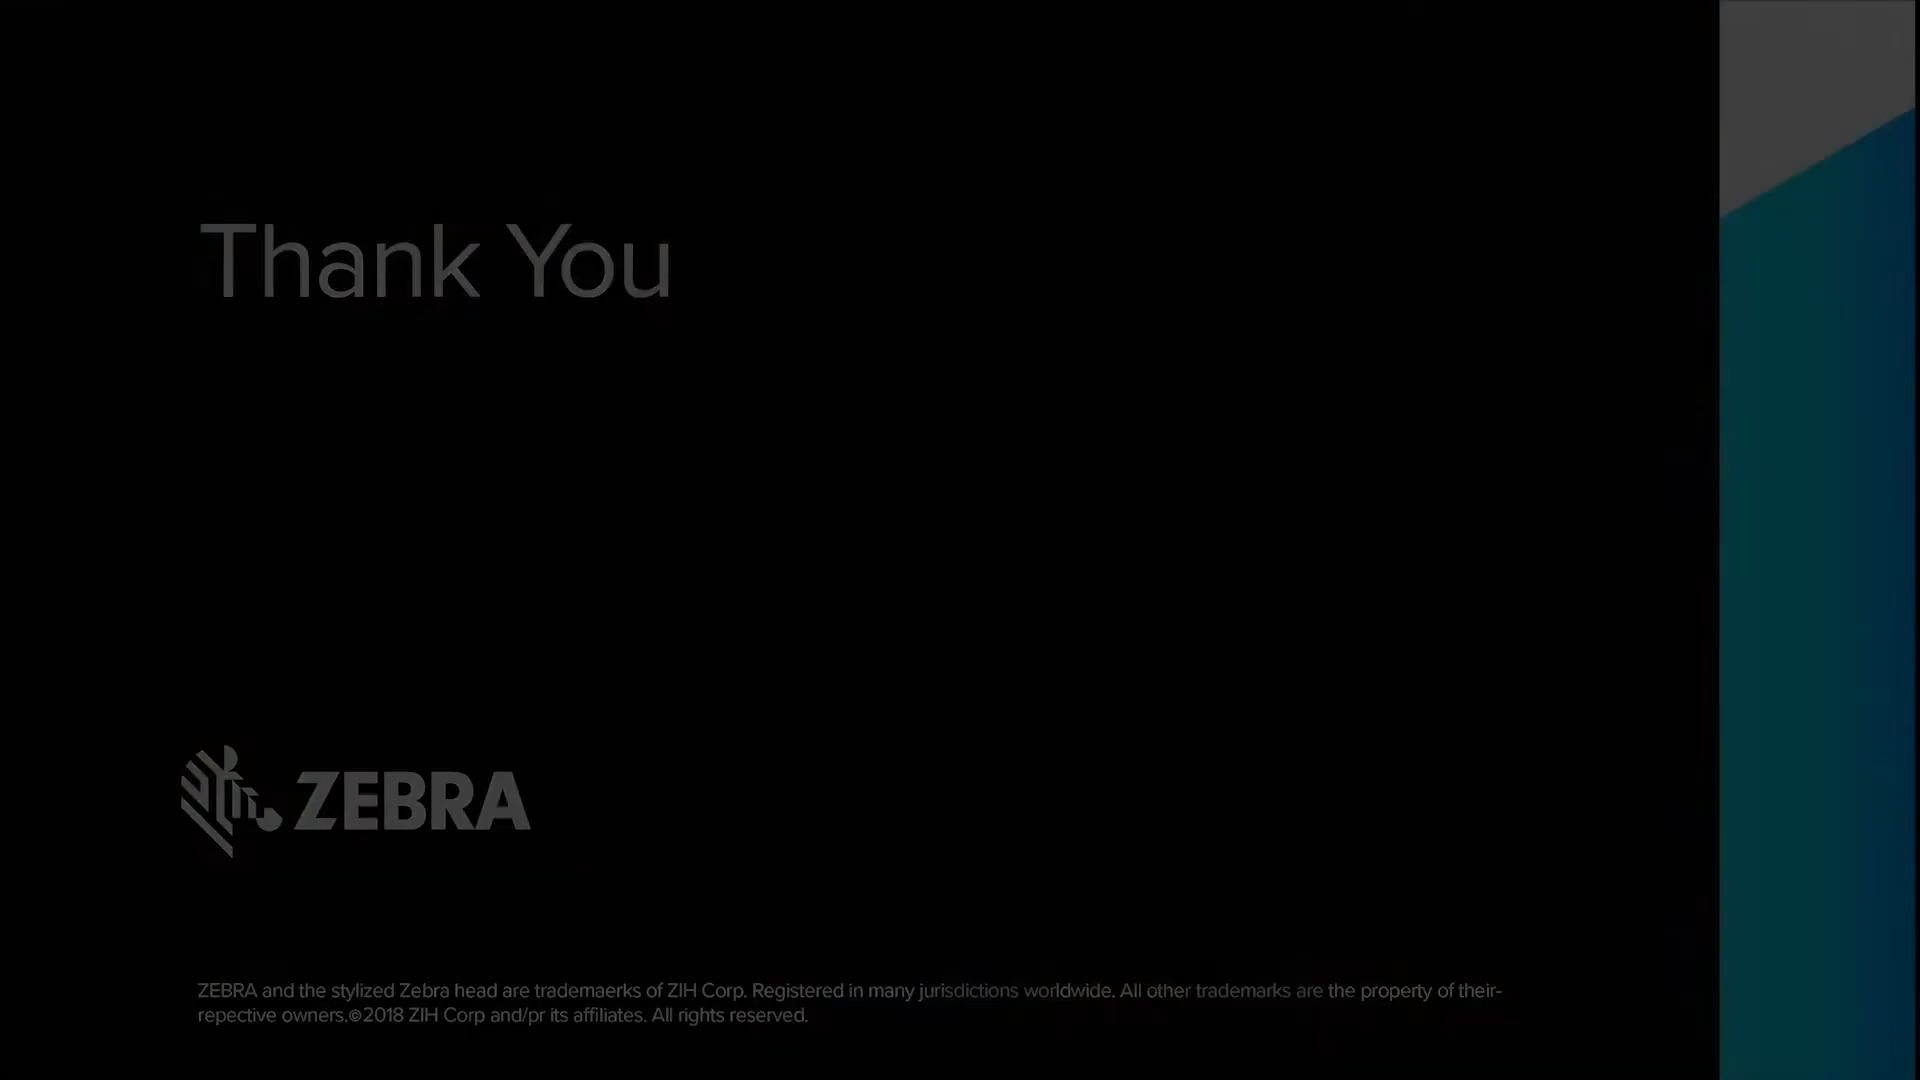 Thank You
ZEBRA
ZEBRA and the stylized Zebra head are trademaerks of ZIH Corp. Registered in many jurisdictions worldwide. All other trademarks are the property of their-
repective owners.©2018 ZIH Corp and/pr its affiliates. All rights reserved.